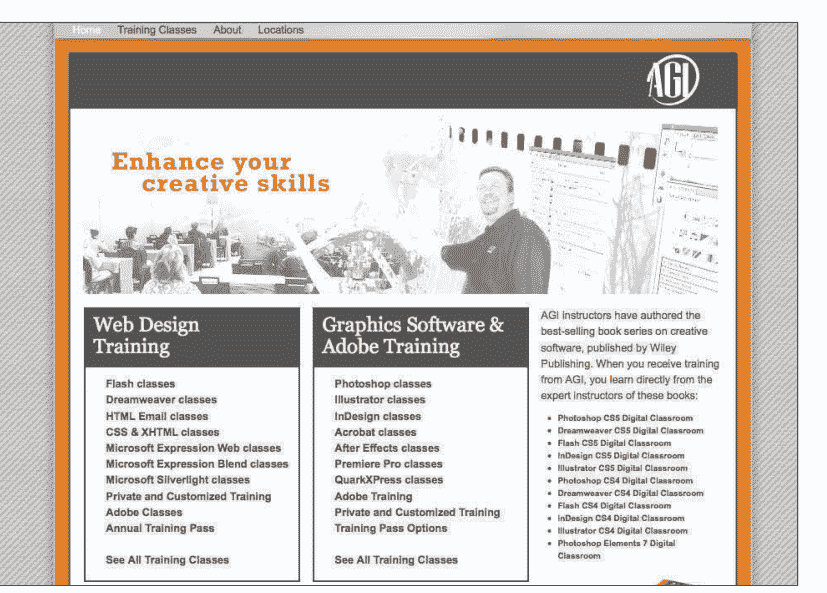 Home Training Classes About Locations
AGI
Enhance your
creative skills
Web Design
Training
Flash classes
Dreamweaver classes
HTML Email classes
CSS & XHTML classes
Microsoft Expression Web classes
Microsoft Expression Blend classes
Microsoft Silverlight classes
Private and Customized Training
Adobe Classes
Annual Training Pass
See All Training Classes
Graphics Software &
Adobe Training
Photoshop classes
Illustrator classes
InDesign classes
Acrobat classes
After Effects classes
Premiere Pro classes
QuarkXPress classes
Adobe Training
Private and Customized Training
Training Pass Options
See All Training Classes
AGI instructors have authored the
best-selling book series on creative
software, published by Wiley
Publishing. When you receive training
from AGI, you learn directly from the
expert instructors of these books:
• Photoshop CS5 Digital Classroom
• Dreamweaver CS5 Digital Classroom
• Flash CS5 Digital Classroom
• InDesign CS5 Digital Classroom
• Illustrator CS5 Digital Classroom
• Photoshop CS4 Digital Classroom
• Dreamweaver CS4 Digital Classroom
• Flash CS4 Digital Classroom
• InDesign CS4 Digital Classroom
• Illustrator CS4 Digital Classroom
• Photoshop Elements 7 Digital
Classroom